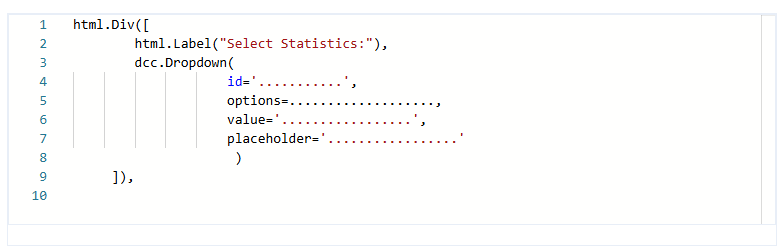 1 html.Div([
2 html.Label("Select Statistics:"),
3 dcc.Dropdown(
4 id='...........',
5 options=...................,
6 value='.................',
7 placeholder='.................'
8 )
9 ]),
10